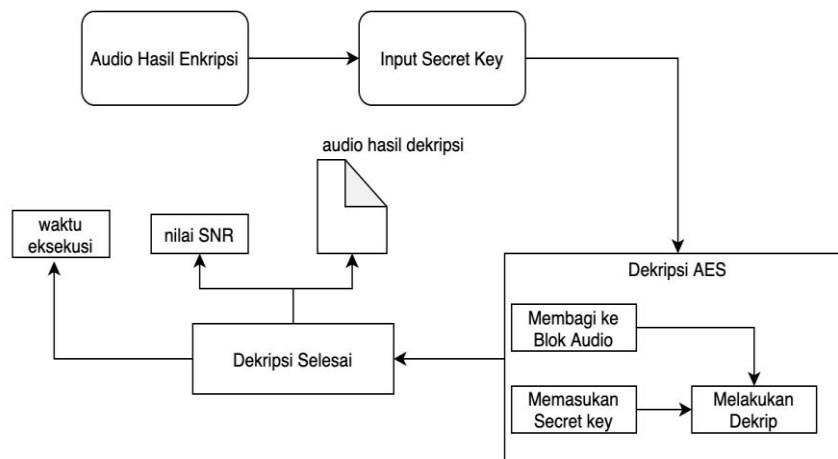 Audio Hasil Enkripsi
Input Secret Key
audio hasil dekripsi
waktu
eksekusi
nilai SNR
Dekripsi AES
Membagi ke
Blok Audio
Dekripsi Selesai
Memasukan
Secret key
Melakukan
Dekrip